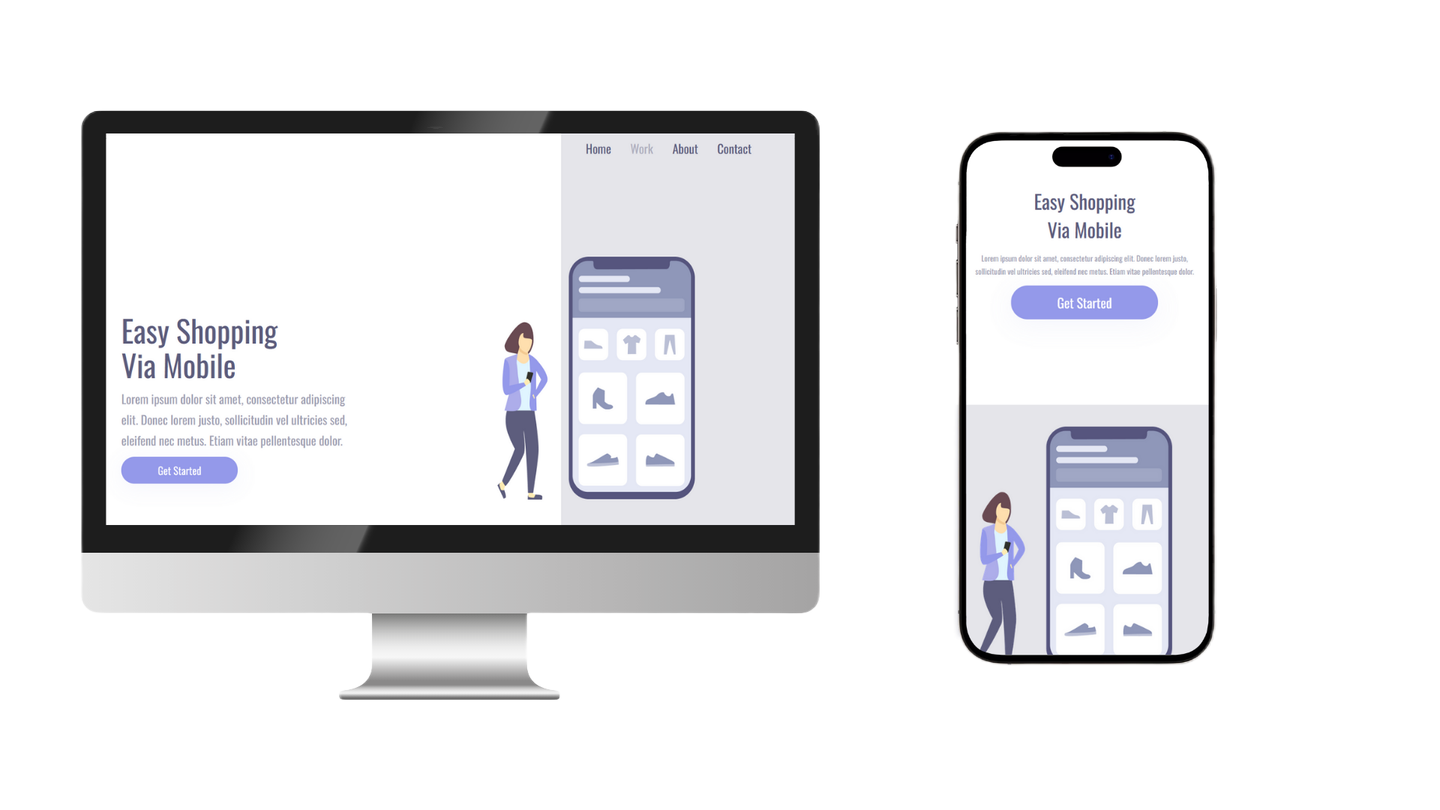 Home Work About Contact
Easy Shopping
Via Mobile
Lorem ipsum dolor sit amet, consectetur adipiscing
elit. Donec lorem justo, sollicitudin vel ultricies sed,
eleifend nec metus. Etiam vitae pellentesque dolor.
Get Started
Easy Shopping
Via Mobile
Lorem ipsum dolor sit amet, consectetur adipiscing elit. Donec lorem justo,
sollicitudin vel ultricies sed, eleifend nec metus. Etiam vitae pellentesque dolor.
Get Started